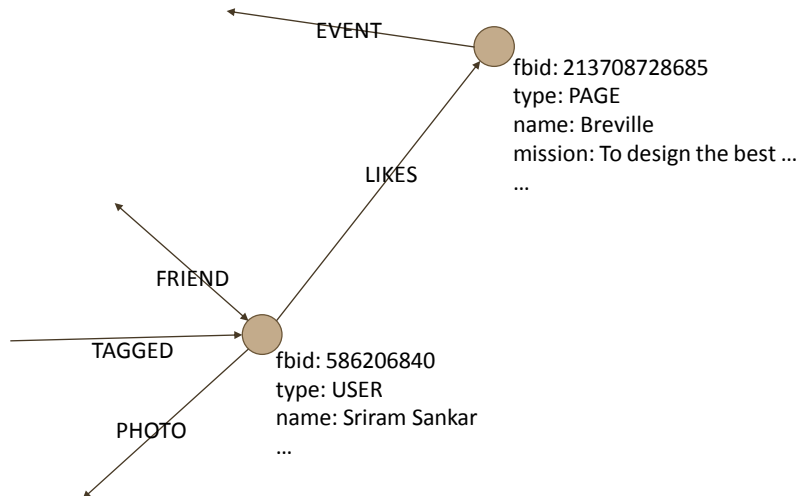 EVENT
fbid: 213708728685
type: PAGE
name: Breville
mission: To design the best ...
...
LIKES
FRIEND
TAGGED
fbid: 586206840
type: USER
name: Sriram Sankar
...
PHOTO